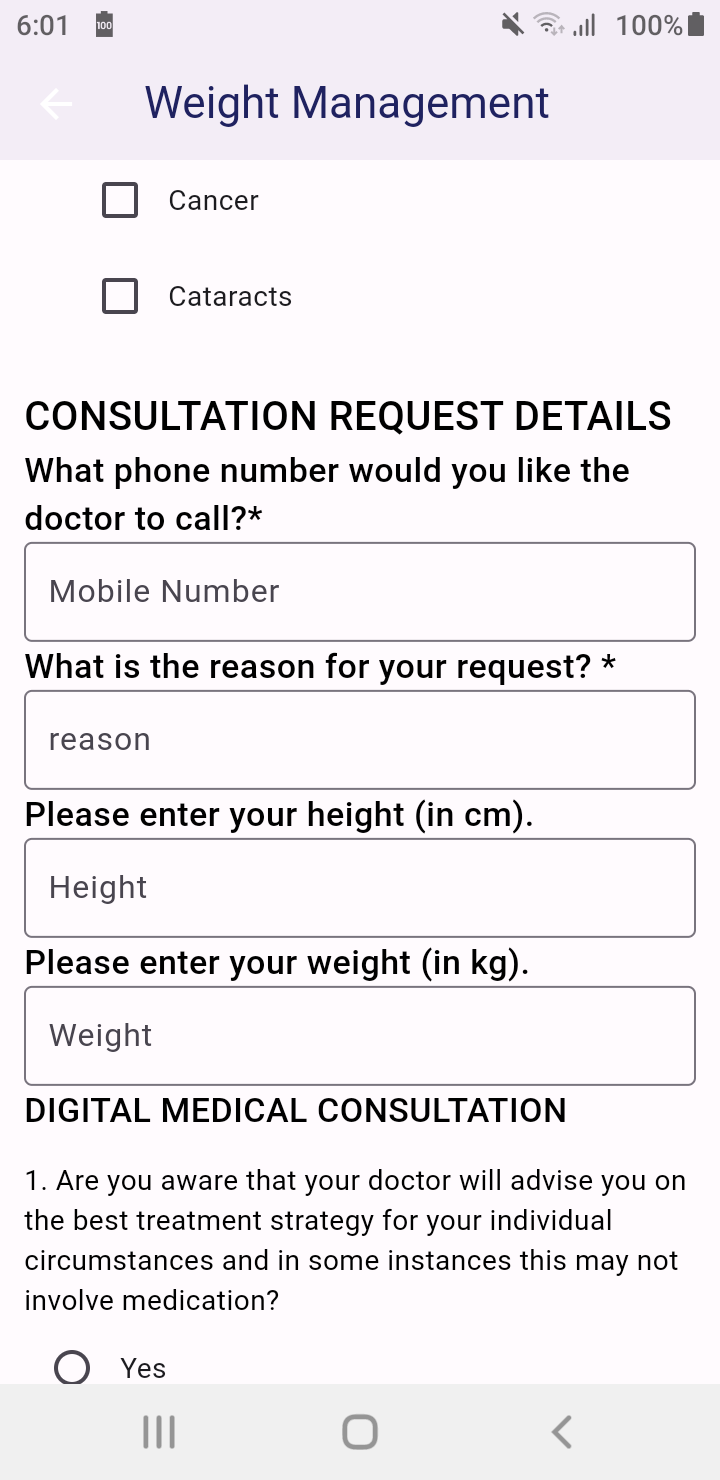 6:01
100
100%
Weight Management
Cancer
Cataracts
CONSULTATION REQUEST DETAILS
What phone number would you like the
doctor to call?*
Mobile Number
What is the reason for your request? *
reason
Please enter your height (in cm).
Height
Please enter your weight (in kg).
Weight
DIGITAL MEDICAL CONSULTATION
1. Are you aware that your doctor will advise you on
the best treatment strategy for your individual
circumstances and in some instances this may not
involve medication?
Yes